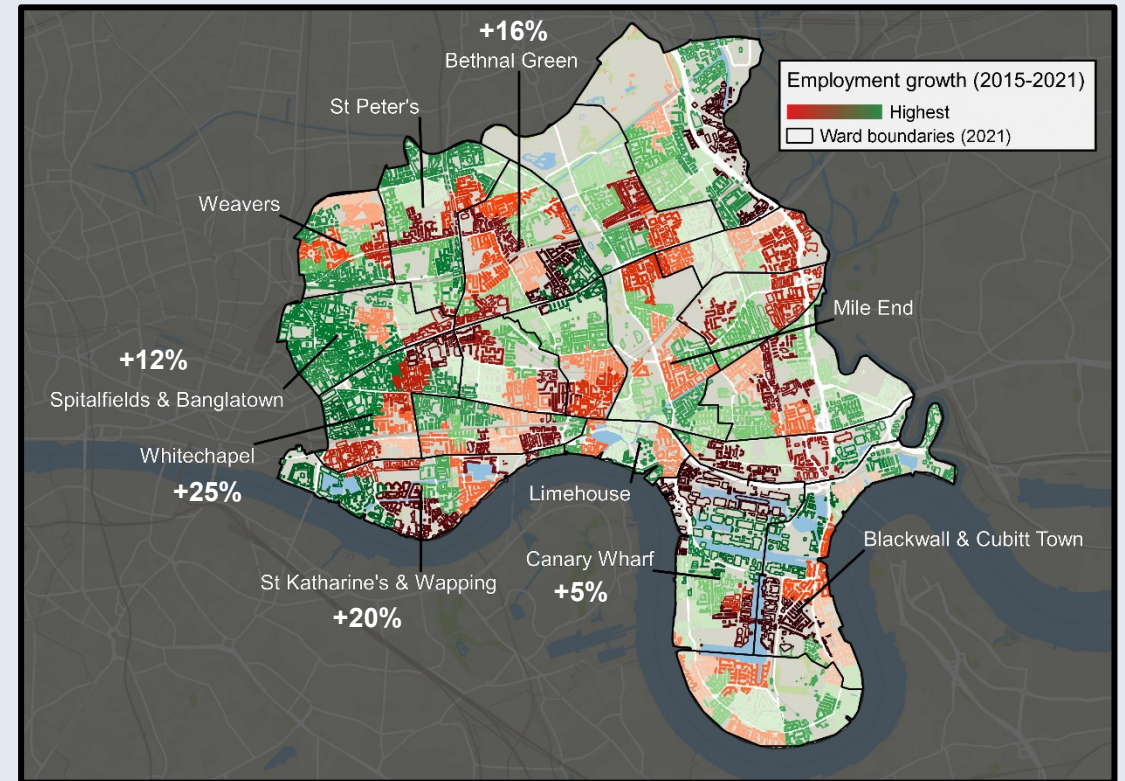 +16%
Bethnal Green
St Peter's
Weavers
Employment growth (2015-2021)
Highest
Ward boundaries (2021)
Mile End
+12%
Spitalfields & Banglatown
Whitechapel
+25%
Limehouse
St Katharine's & Wapping
+20%
Canary Wharf
+5%
Blackwall & Cubitt Town